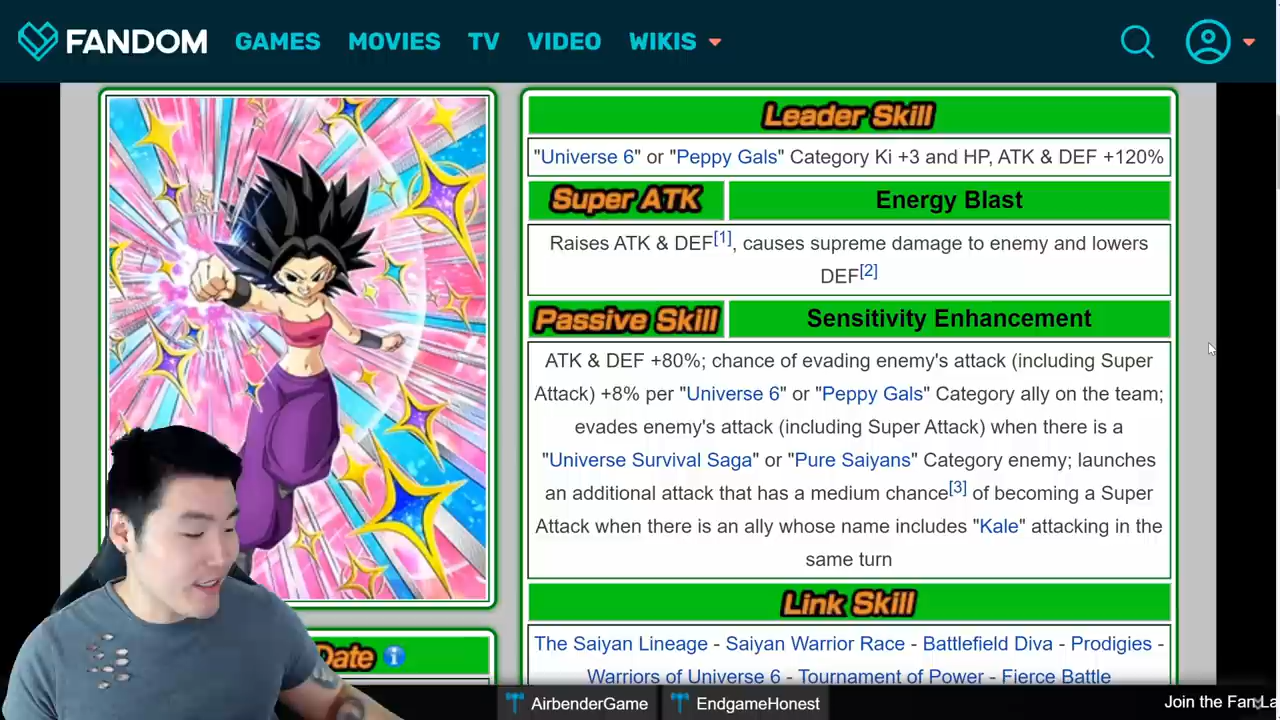 FANDOM GAMES MOVIES TV VIDEO WIKIS
Leader Skill
"Universe 6" or "Peppy Gals" Category Ki +3 and HP, ATK & DEF +120%
Super ATK
Energy Blast
Raises ATK & DEF[1], causes supreme damage to enemy and lowers
DEF[2]
Passive Skill
Sensitivity Enhancement
ATK & DEF +80%; chance of evading enemy's attack (including Super
Attack) +8% per "Universe 6" or "Peppy Gals" Category ally on the team;
evades enemy's attack (including Super Attack) when there is a
"Universe Survival Saga" or "Pure Saiyans" Category enemy; launches
an additional attack that has a medium chance[3] of becoming a Super
Attack when there is an ally whose name includes "Kale" attacking in the
same turn
Link Skill
The Saiyan Lineage - Saiyan Warrior Race - Battlefield Diva - Prodigies -
Warriors of Universe 6 - Tournament of Power - Fierce Battle
Date
AirbenderGame
EndgameHonest
Join the Fan La